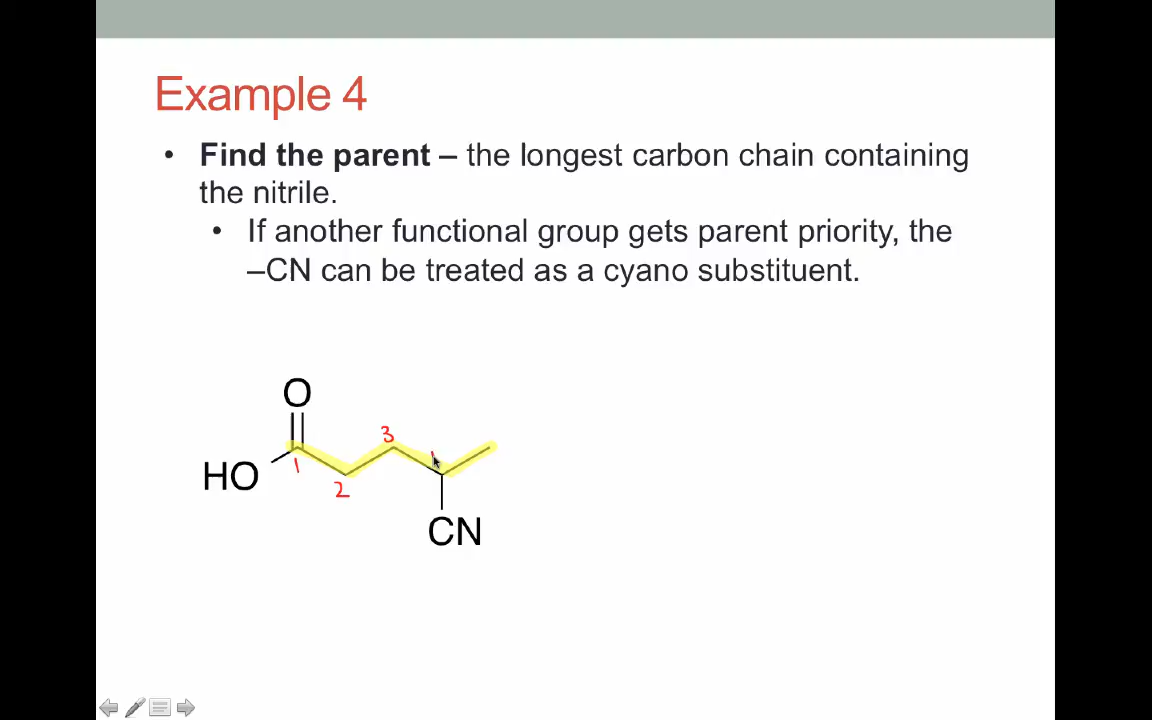 Example 4
• Find the parent – the longest carbon chain containing
the nitrile.
• If another functional group gets parent priority, the
–CN can be treated as a cyano substituent.
O
3
HO
1
2
CN